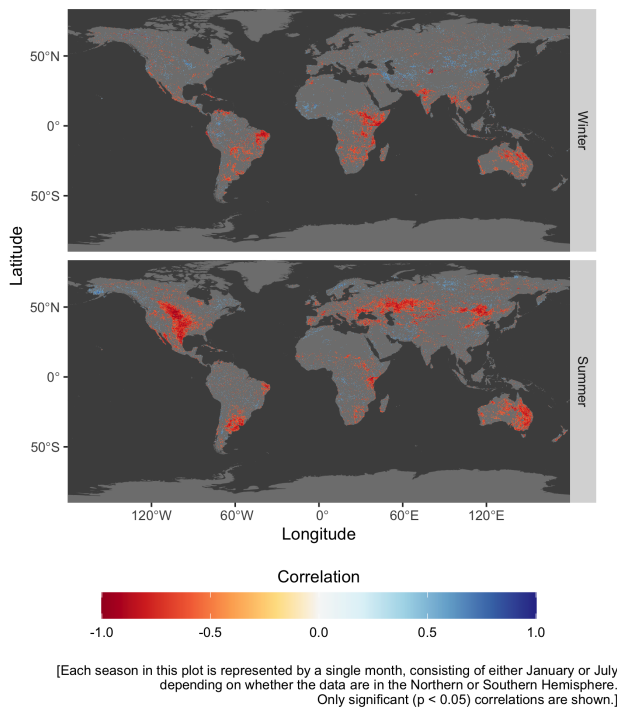 50°N
0°
50°S
Winter
Latitude
50°N
0°
50°S
Summer
120°W 60°W 0° 60°E 120°E
Longitude
Correlation
-1.0 -0.5 0.0 0.5 1.0
[Each season in this plot is represented by a single month, consisting of either January or July
depending on whether the data are in the Northern or Southern Hemisphere.
Only significant (p < 0.05) correlations are shown.]